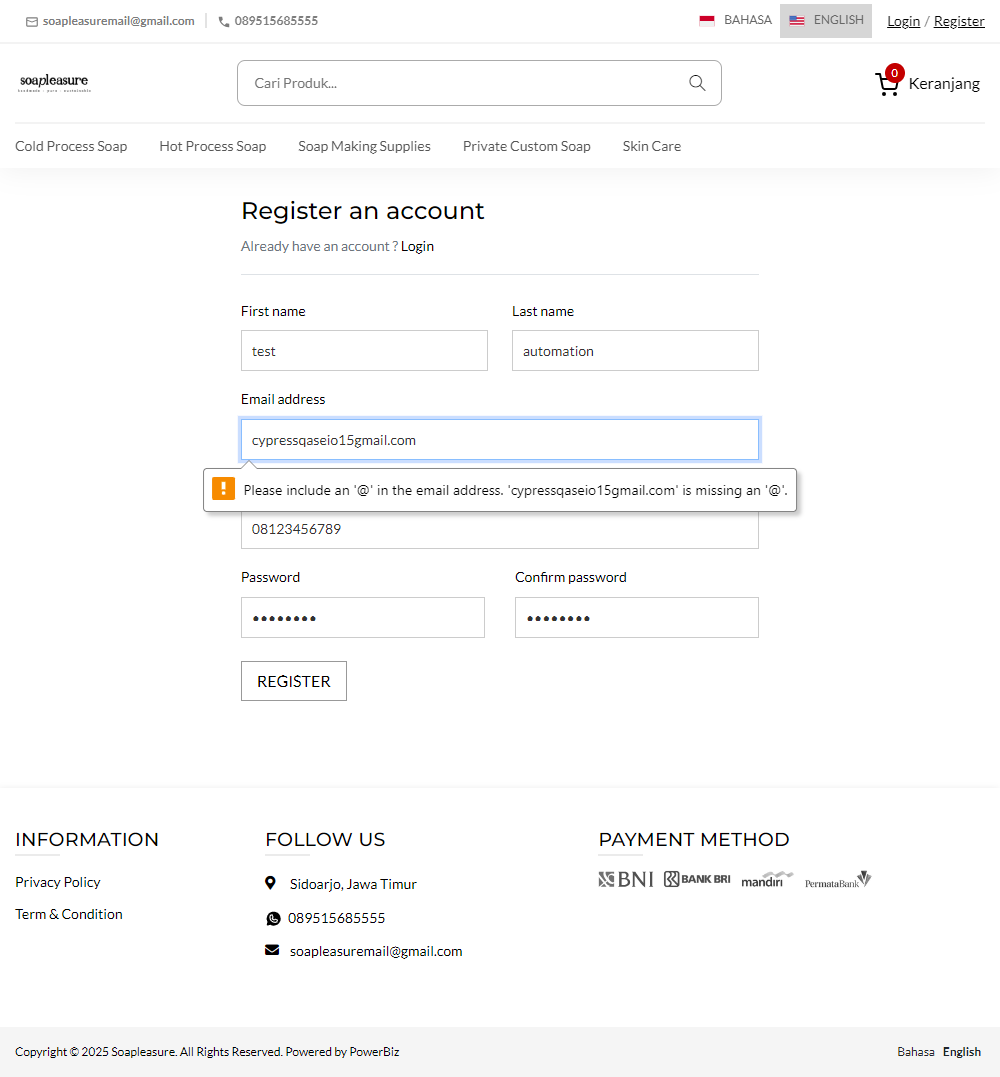 soapleasuremail@gmail.com 089515685555 BAHASA ENGLISH Login / Register
soapleasure
Cari Produk... 0 Keranjang
Cold Process Soap Hot Process Soap Soap Making Supplies Private Custom Soap Skin Care
Register an account
Already have an account ? Login
First name Last name
test automation
Email address
cypressqaseio15gmail.com
Please include an '@' in the email address. 'cypressqaseio15gmail.com' is missing an '@'.
08123456789
Password Confirm password
REGISTER
INFORMATION FOLLOW US PAYMENT METHOD
Privacy Policy Sidoarjo, Jawa Timur BNI BANK BRI mandiri PermataBank
Term & Condition 089515685555
soapleasuremail@gmail.com
Copyright © 2025 Soapleasure. All Rights Reserved. Powered by PowerBiz Bahasa English